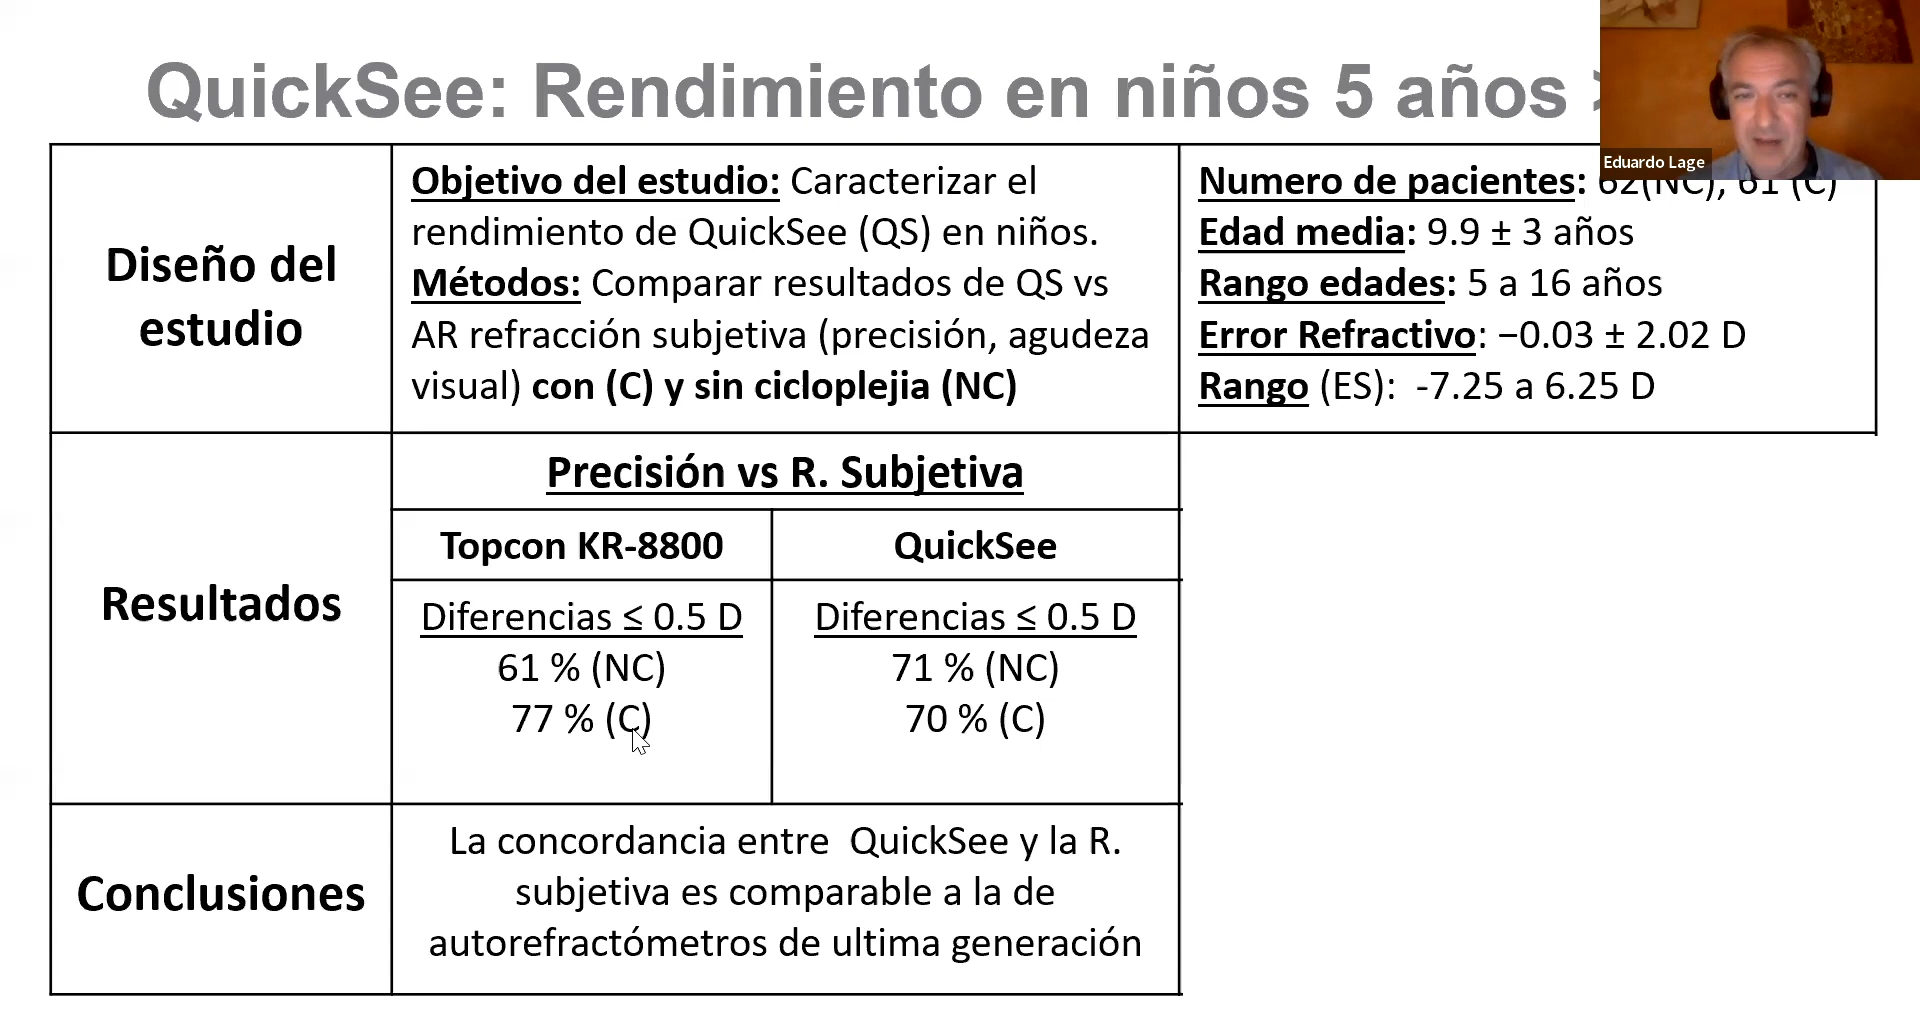 QuickSee: Rendimiento en niños 5 años
Eduardo Lage
Diseño del
estudio
Objetivo del estudio: Caracterizar el
rendimiento de QuickSee (QS) en niños.
Métodos: Comparar resultados de QS vs
AR refracción subjetiva (precisión, agudeza
visual) con (C) y sin cicloplejia (NC)
Numero de pacientes: 62(NC), 61 (C)
Edad media: 9.9 ± 3 años
Rango edades: 5 a 16 años
Error Refractivo: −0.03 ± 2.02 D
Rango (ES): -7.25 a 6.25 D
Resultados
Precisión vs R. Subjetiva
Topcon KR-8800
Diferencias ≤ 0.5 D
61 % (NC)
77 % (C)
QuickSee
Diferencias ≤ 0.5 D
71 % (NC)
70 % (C)
Conclusiones
La concordancia entre QuickSee y la R.
subjetiva es comparable a la de
autorefractómetros de ultima generación